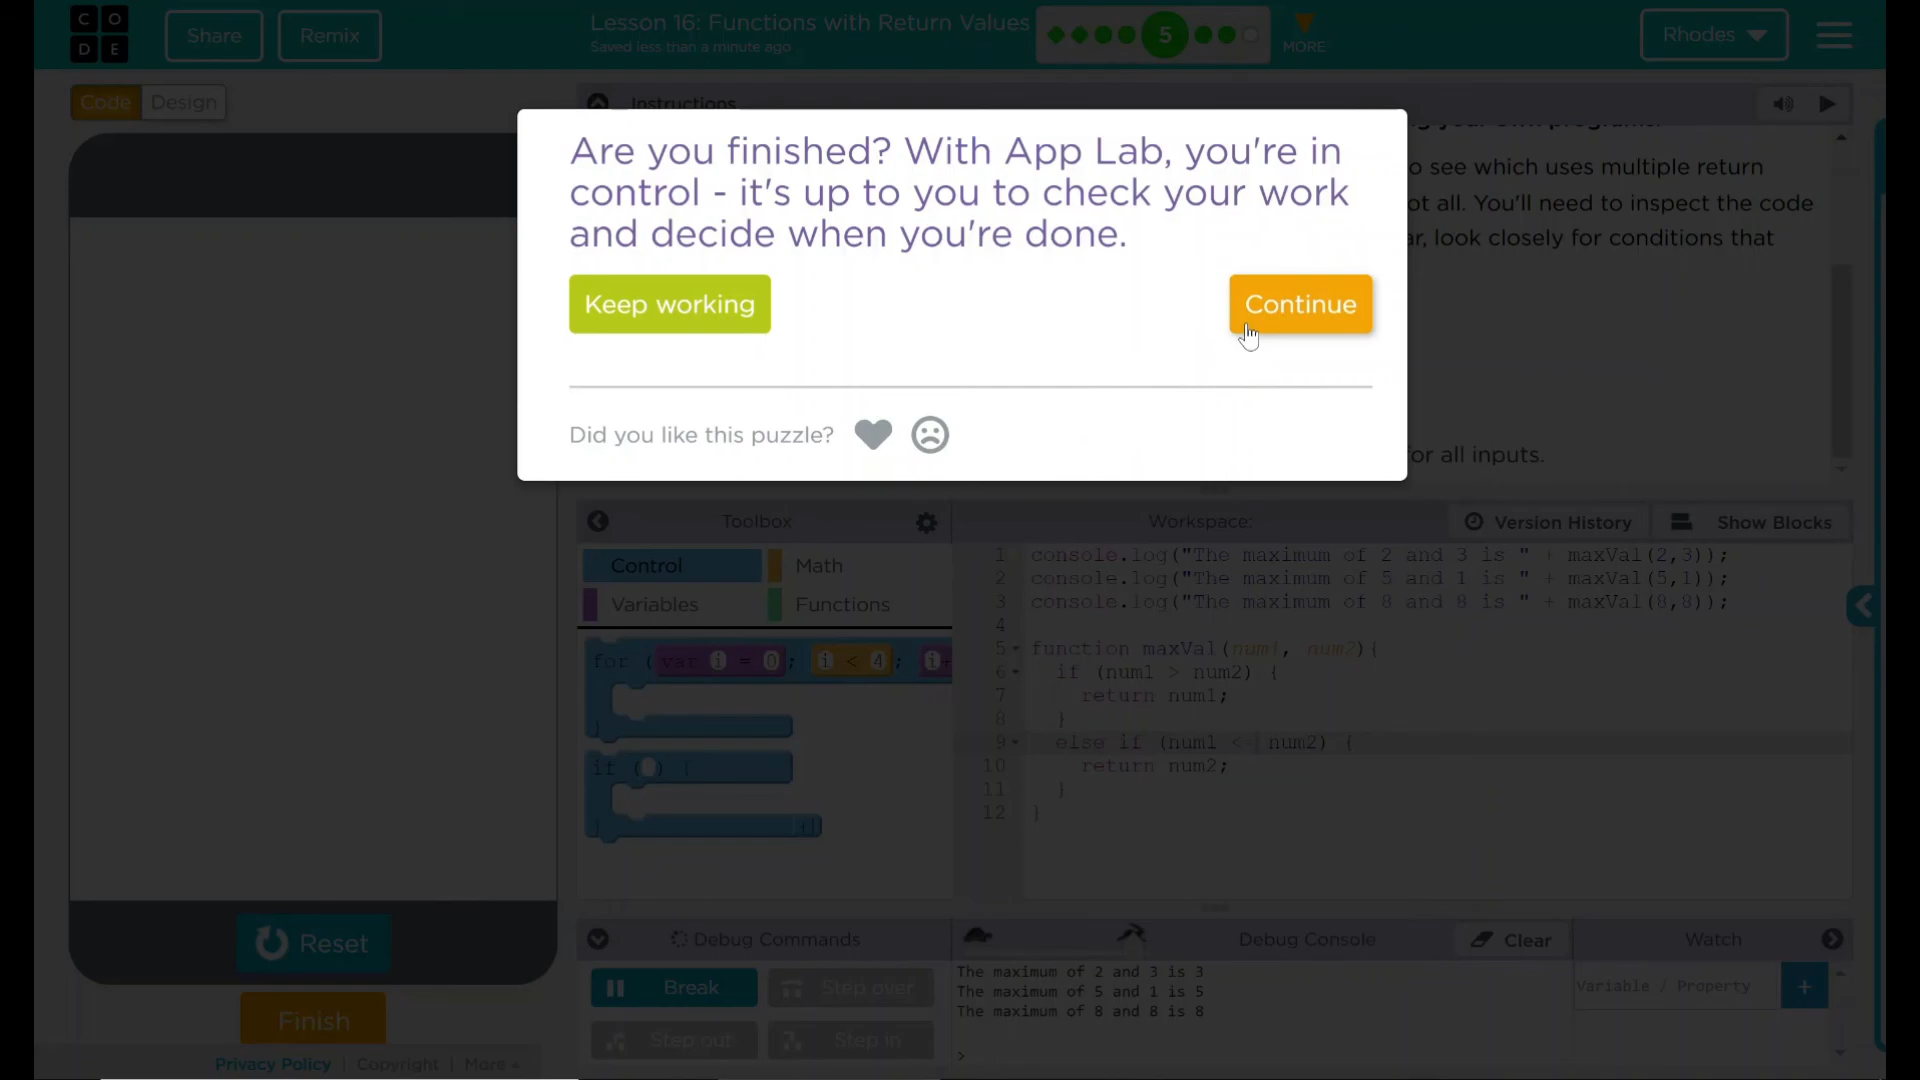 C O
D E
Share
Remix
Lesson 16: Functions with Return Values
Saved less than a minute ago
5
MORE
Rhodes
Code
Design
Instructions
Are you finished? With App Lab, you're in
control - it's up to you to check your work
and decide when you're done.
Keep working
Continue
Did you like this puzzle?
o see which uses multiple return
ot all. You'll need to inspect the code
ar, look closely for conditions that
or all inputs.
Toolbox
Workspace:
Version History
Show Blocks
Control
Math
Variables
Functions
for ( var i = 0 ; i < 4 ; i+
}
if ( ) {
}
1 console.log("The maximum of 2 and 3 is " + maxVal(2,3));
2 console.log("The maximum of 5 and 1 is " + maxVal(5,1));
3 console.log("The maximum of 8 and 8 is " + maxVal(8,8));
4
5 function maxVal(num1, num2){
6 if (num1 > num2) {
7 return num1;
8 }
9 else if (num1 <= num2) {
10 return num2;
11 }
12 }
Reset
Finish
Debug Commands
Debug Console
Clear
Watch
Break
Step over
Step out
Step in
The maximum of 2 and 3 is 3
The maximum of 5 and 1 is 5
The maximum of 8 and 8 is 8
>
Variable / Property
+
Privacy Policy | Copyright | More